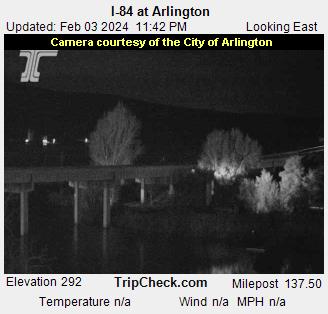 I-84 at Arlington
Updated: Feb 03 2024 11:42 PM Looking East
Camera courtesy of the City of Arlington
Elevation 292 TripCheck.com Milepost 137.50
Temperature n/a Wind n/a MPH n/a